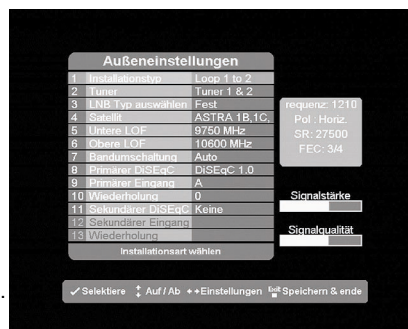 Außeneinstellungen
1 Installationstyp Loop 1 to 2
2 Tuner Tuner 1 & 2
3 LNB Typ auswählen Fest
4 Satellit ASTRA 1B,1C,
5 Untere LOF 9750 MHz
6 Obere LOF 10600 MHz
7 Bandumschaltung Auto
8 Primärer DiSEqC DiSEqC 1.0
9 Primärer Eingang A
10 Wiederholung 0
11 Sekundärer DiSEqC Keine
12 Sekundärer Eingang
13 Wiederholung
Installationsart
wählen
requenz: 1210
Pol : Horiz.
SR: 27500
FEC: 3/4
Signalstärke
Signalqualität
Selektiere Auf / Ab Einstellungen Exit Speichern & ende